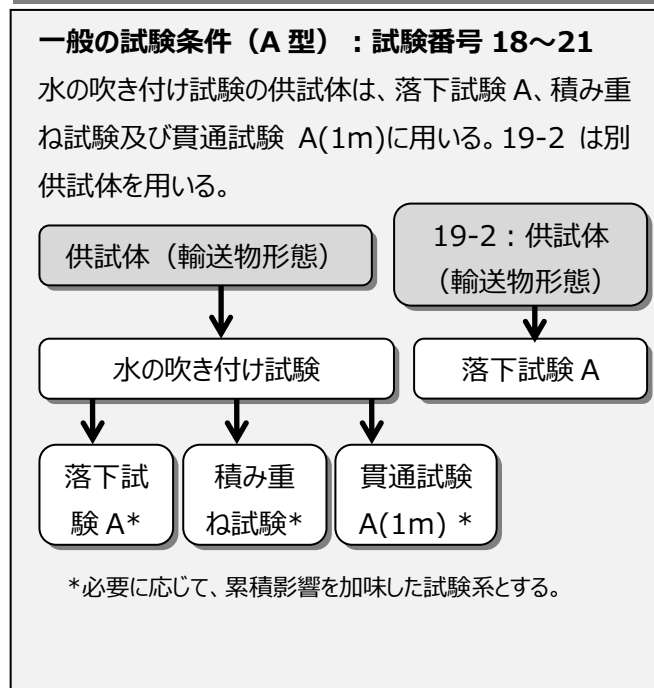 一般の試験条件（A 型）：試験番号 18～21
水の吹き付け試験の供試体は、落下試験 A、積み重
ね試験及び貫通試験 A(1m)に用いる。19-2 は別
供試体を用いる。
供試体（輸送物形態）
19-2：供試体
（輸送物形態）
水の吹き付け試験
落下試験 A
落下試
験 A*
積み重
ね試験*
貫通試験
A(1m) *
*必要に応じて、累積影響を加味した試験系とする。